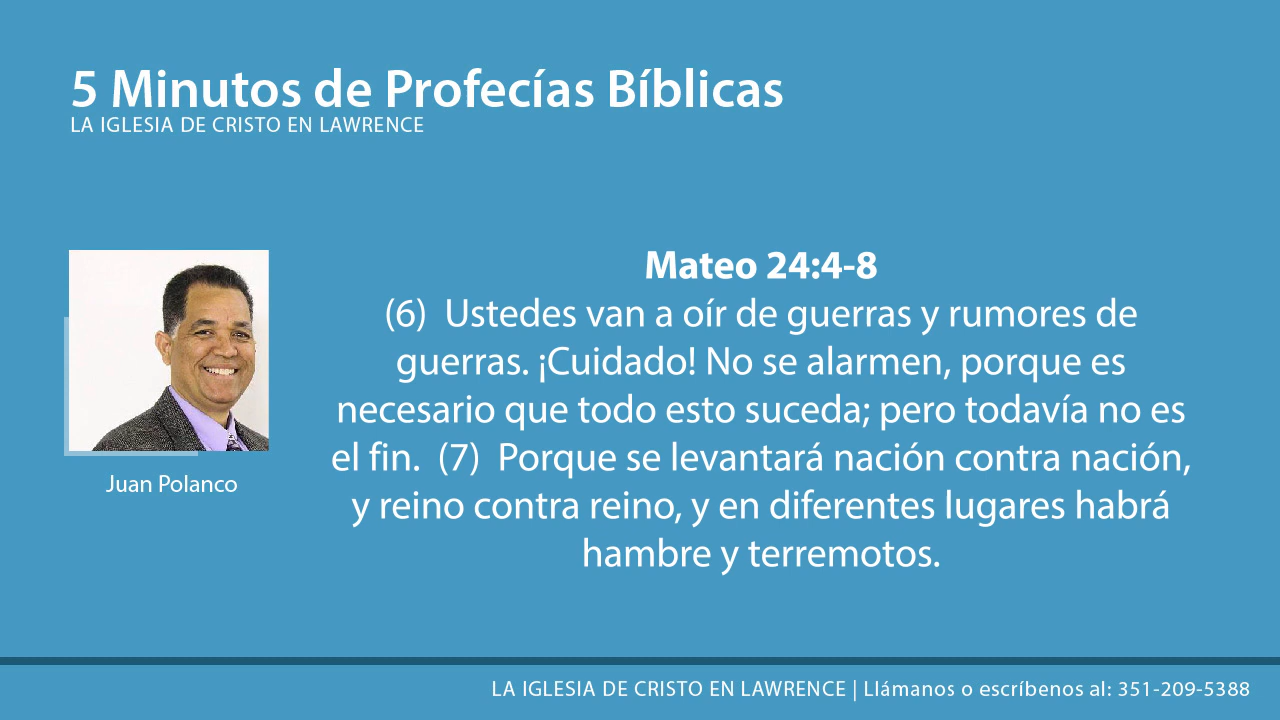 5 Minutos de Profecías Bíblicas
LA IGLESIA DE CRISTO EN LAWRENCE
Mateo 24:4-8
(6)  Ustedes van a oír de guerras y rumores de
guerras. ¡Cuidado! No se alarmen, porque es
necesario que todo esto suceda; pero todavía no es
el fin.  (7)  Porque se levantará nación contra nación,
y reino contra reino, y en diferentes lugares habrá
hambre y terremotos.
Juan Polanco
LA IGLESIA DE CRISTO EN LAWRENCE | Llámanos o escríbenos al: 351-209-5388